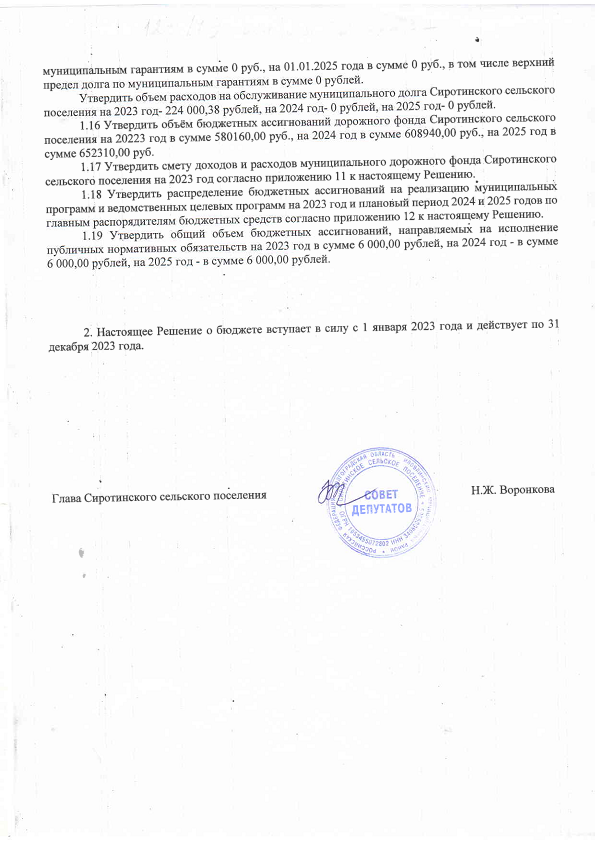 муниципальным гарантиям в сумме 0 руб., на 01.01.2025 года в сумме 0 руб., в том числе верхний
предел долга по муниципальным гарантиям в сумме 0 рублей.
Утвердить объем расходов на обслуживание муниципального долга Сиротинского сельского
поселения на 2023 год- 224 000,38 рублей, на 2024 год- 0 рублей, на 2025 год- 0 рублей.
1.16 Утвердить объём бюджетных ассигнований дорожного фонда Сиротинского сельского
поселения на 20223 год в сумме 580160,00 руб., на 2024 год в сумме 608940,00 руб., на 2025 год в
сумме 652310,00 руб.
1.17 Утвердить смету доходов и расходов муниципального дорожного фонда Сиротинского
сельского поселения на 2023 год согласно приложению 11 к настоящему Решению.
1.18 Утвердить распределение бюджетных ассигнований на реализацию муниципальных
программ и ведомственных целевых программ на 2023 год и плановый период 2024 и 2025 годов по
главным распорядителям бюджетных средств согласно приложению 12 к настоящему Решению.
1.19 Утвердить общий объем бюджетных ассигнований, направляемых на исполнение
публичных нормативных обязательств на 2023 год в сумме 6 000,00 рублей, на 2024 год - в сумме
6 000,00 рублей, на 2025 год - в сумме 6 000,00 рублей.
2. Настоящее Решение о бюджете вступает в силу с 1 января 2023 года и действует по 31
декабря 2023 года.
Глава Сиротинского сельского поселения
Н.Ж. Воронкова
СОВЕТ
ДЕПУТАТОВ
СЕЛЬСКОЕ ПОСЕЛЕНИЕ
ОБЛАСТЬ
РОССИЙСКАЯ